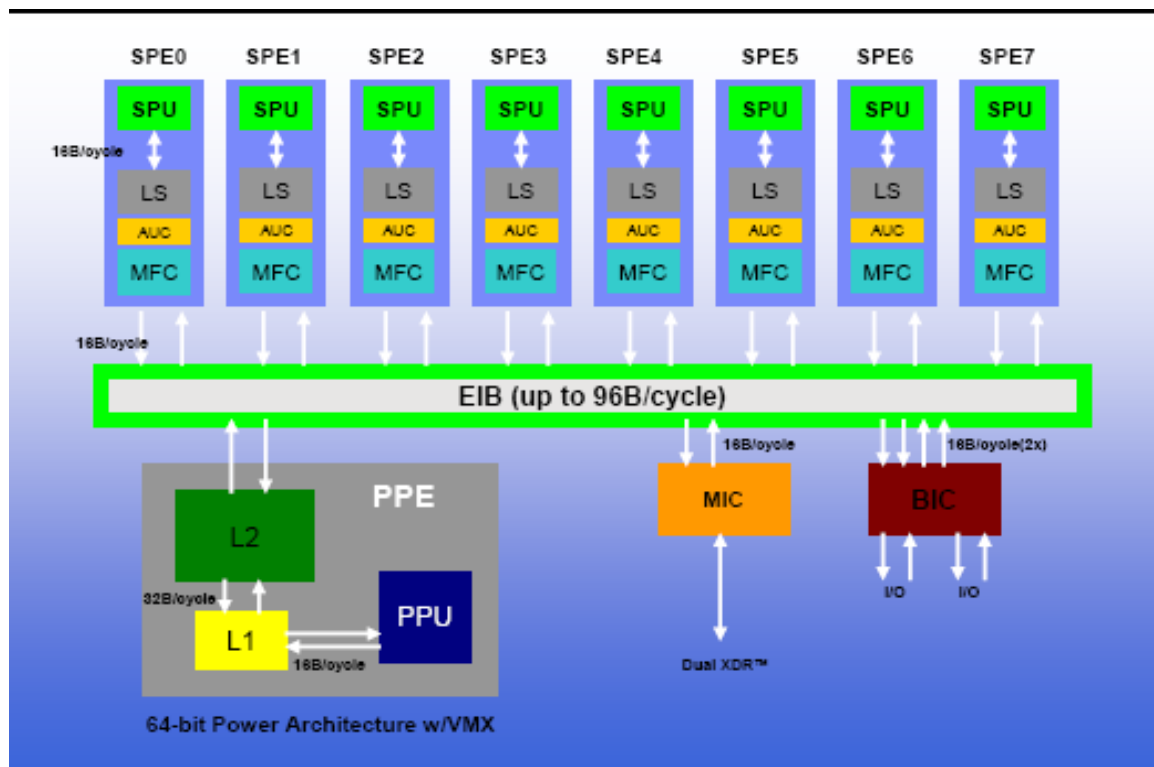 SPE0 SPE1 SPE2 SPE3 SPE4 SPE5 SPE6 SPE7
SPU SPU SPU SPU SPU SPU SPU SPU
16B/cycle
LS LS LS LS LS LS LS LS
AUC AUC AUC AUC AUC AUC AUC AUC
MFC MFC MFC MFC MFC MFC MFC MFC
16B/cycle
EIB (up to 96B/cycle)
16B/cycle 16B/cycle(2x)
PPE
MIC BIC
L2
32B/cycle
PPU
I/O I/O
L1
16B/cycle
Dual XDR™
64-bit Power Architecture w/VMX